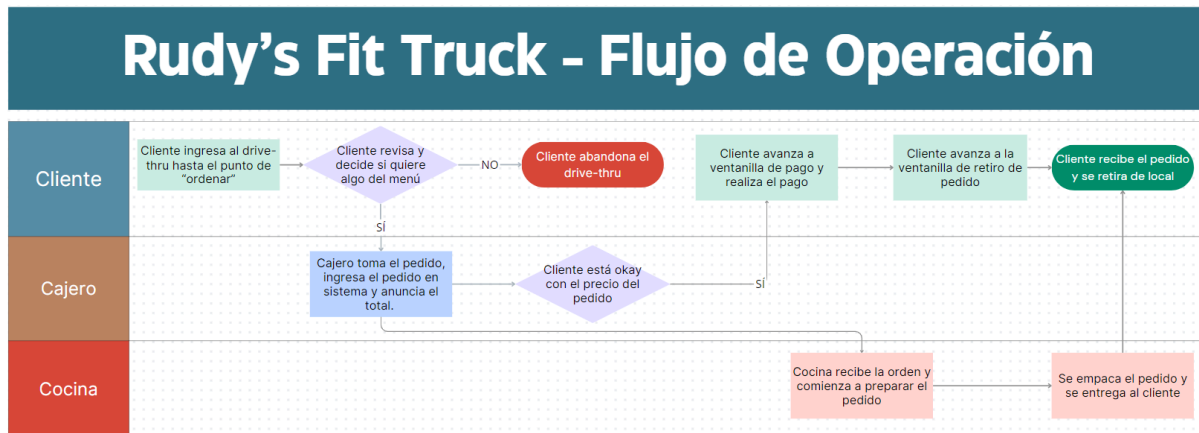 Rudy's Fit Truck - Flujo de Operación
Cliente
Cliente ingresa al drive-
thru hasta el punto de
“ordenar”
Cliente revisa y
decide si quiere
algo del menú
NO
Cliente abandona el
drive-thru
SÍ
Cliente avanza a
ventanilla de pago y
realiza el pago
Cliente avanza a la
ventanilla de retiro de
pedido
Cliente recibe el pedido
y se retira de local
Cajero
Cajero toma el pedido,
ingresa el pedido en
sistema y anuncia el
total.
Cliente está okay
con el precio del
pedido
SÍ
Cocina
Cocina recibe la orden y
comienza a preparar el
pedido
Se empaca el pedido y
se entrega al cliente